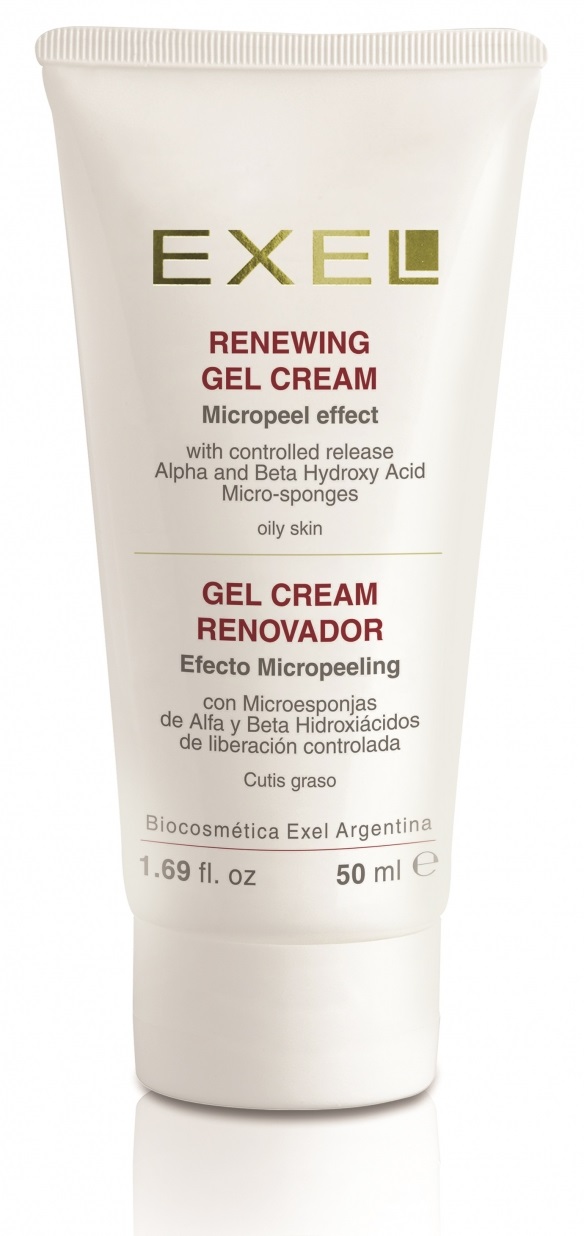 EXEL
RENEWING
GEL CREAM
Micropeel effect
with controlled release
Alpha and Beta Hydroxy Acid
Micro-sponges
oily skin
GEL CREAM
RENOVADOR
Efecto Micropeeling
con Microesponjas
de Alfa y Beta Hidroxiácidos
de liberación controlada
Cutis graso
Biocosmética Exel Argentina
1.69 fl. oz 50 ml ℮